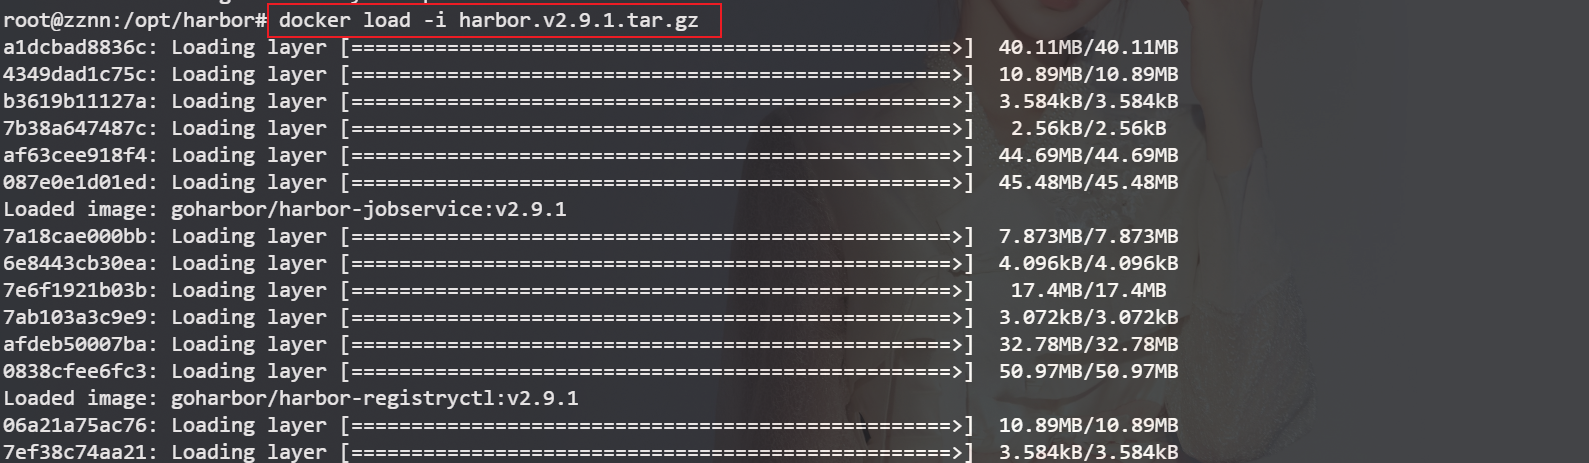 root@zznn:/opt/harbor# docker load -i harbor.v2.9.1.tar.gz
a1dcbad8836c: Loading layer [==================================================>]  40.11MB/40.11MB
4349dad1c75c: Loading layer [==================================================>]  10.89MB/10.89MB
b3619b11127a: Loading layer [==================================================>]  3.584kB/3.584kB
7b38a647487c: Loading layer [==================================================>]   2.56kB/2.56kB
af63cee918f4: Loading layer [==================================================>]  44.69MB/44.69MB
087e0e1d01ed: Loading layer [==================================================>]  45.48MB/45.48MB
Loaded image: goharbor/harbor-jobservice:v2.9.1
7a18cae000bb: Loading layer [==================================================>]  7.873MB/7.873MB
6e8443cb30ea: Loading layer [==================================================>]  4.096kB/4.096kB
7e6f1921b03b: Loading layer [==================================================>]   17.4MB/17.4MB
7ab103a3c9e9: Loading layer [==================================================>]  3.072kB/3.072kB
afdeb50007ba: Loading layer [==================================================>]  32.78MB/32.78MB
0838cfee6fc3: Loading layer [==================================================>]  50.97MB/50.97MB
Loaded image: goharbor/harbor-registryctl:v2.9.1
06a21a75ac76: Loading layer [==================================================>]  10.89MB/10.89MB
7ef38c74aa21: Loading layer [==================================================>]  3.584kB/3.584kB